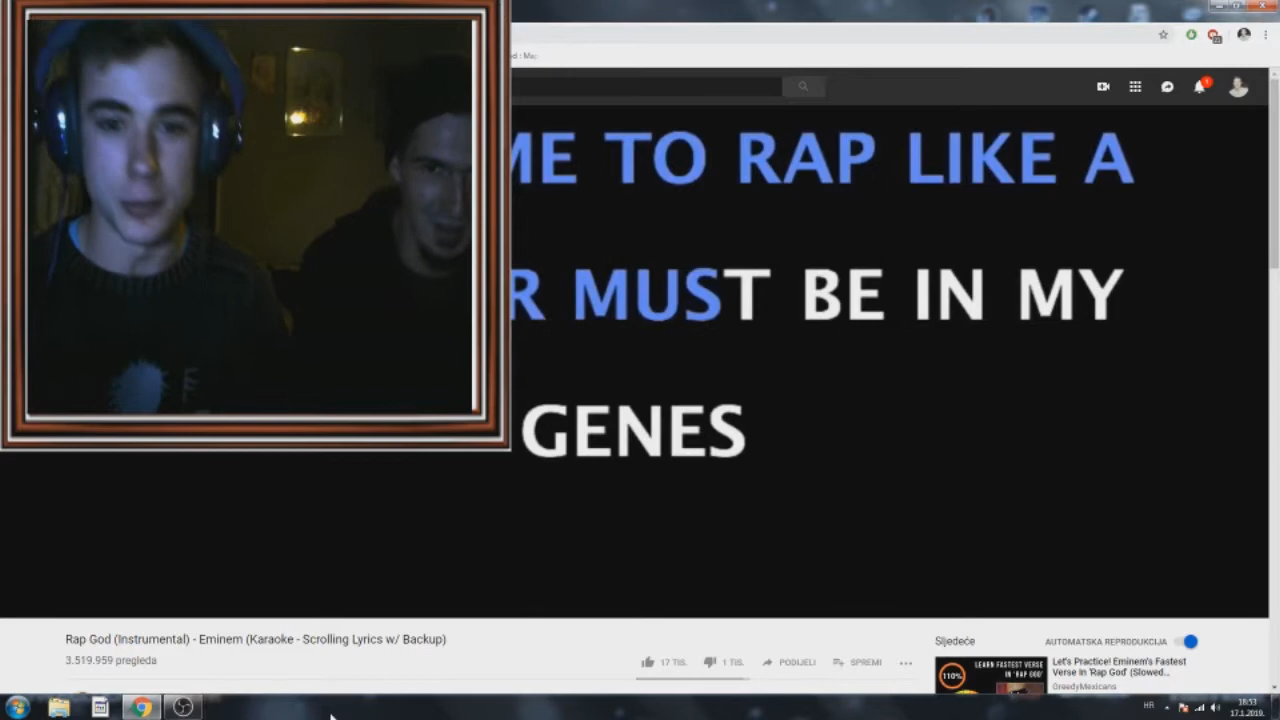 ME TO RAP LIKE A
R MUST BE IN MY
GENES
Rap God (Instrumental) - Eminem (Karaoke - Scrolling Lyrics w/ Backup)
3.519.959 pregleda
17 TIS.
1 TIS.
PODIJELI
SPREMI
Sljedeće
AUTOMATSKA REPRODUKCIJA
110%
LEARN FASTEST VERSE
IN 'RAP GOD'
Let's Practice! Eminem's Fastest
Verse In 'Rap God' (Slowed...
GreedyMexicans
HR
18:53
17.1.2019.